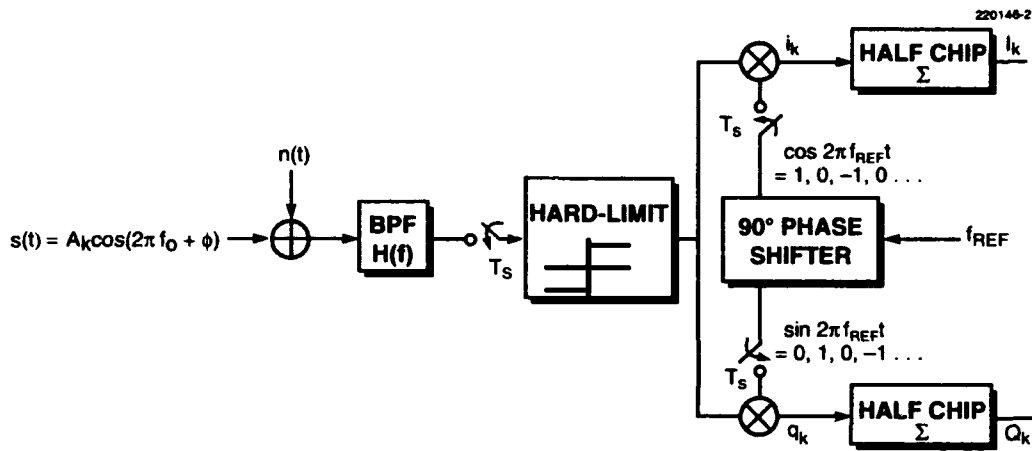 220146-2
n(t)
s(t) = Akcos(2π fo + ϕ)
BPF
H(f)
TS
HARD-LIMIT
ik
HALF CHIP
Σ
Ik
Ts
cos 2π fREFt
= 1, 0, −1, 0 . . .
90° PHASE
SHIFTER
fREF
sin 2π fREFt
= 0, 1, 0, −1 . . .
Ts
qk
HALF CHIP
Σ
Qk